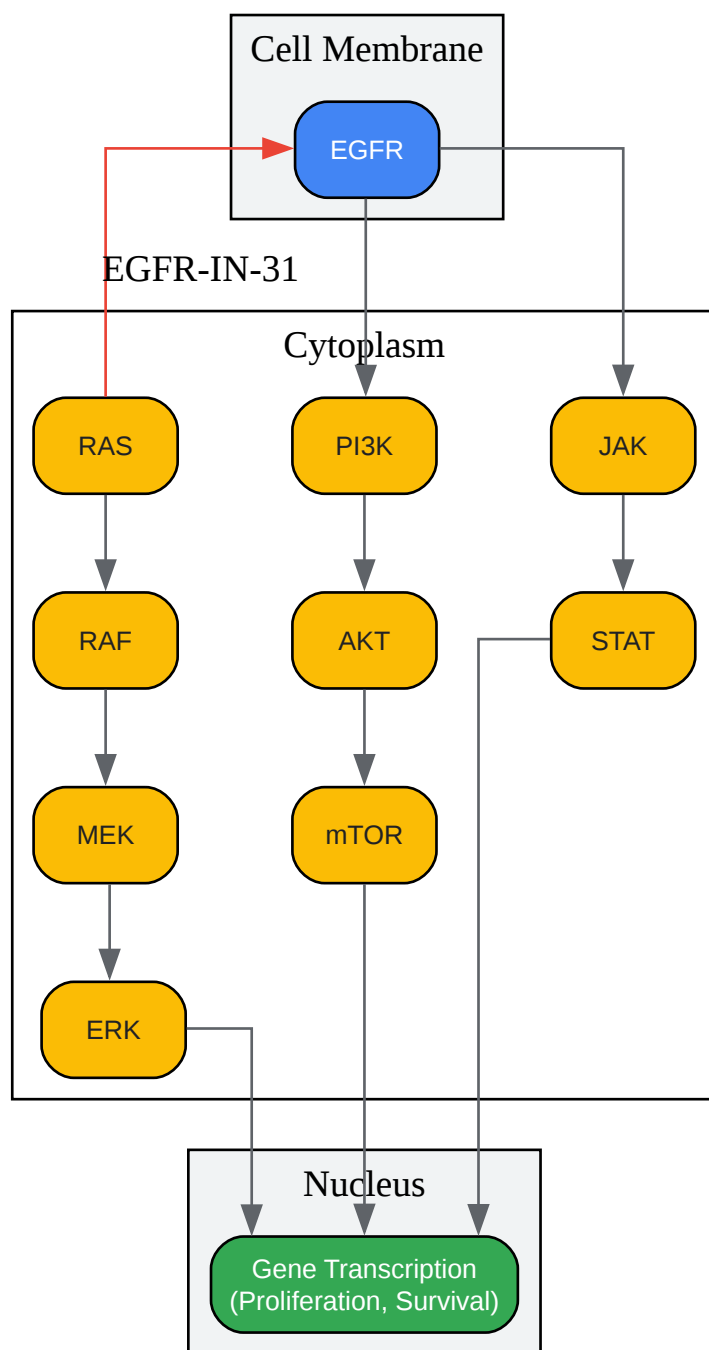 Cell Membrane
EGFR
EGFR-IN-31
Cytoplasm
RAS
PI3K
JAK
RAF
AKT
STAT
MEK
mTOR
ERK
Nucleus
Gene Transcription
(Proliferation, Survival)